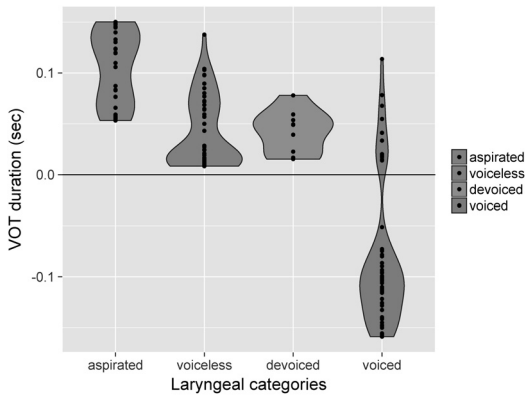 VOT duration (sec)
0.1
0.0
-0.1
aspirated
voiceless
devoiced
voiced
aspirated voiceless devoiced voiced
Laryngeal categories